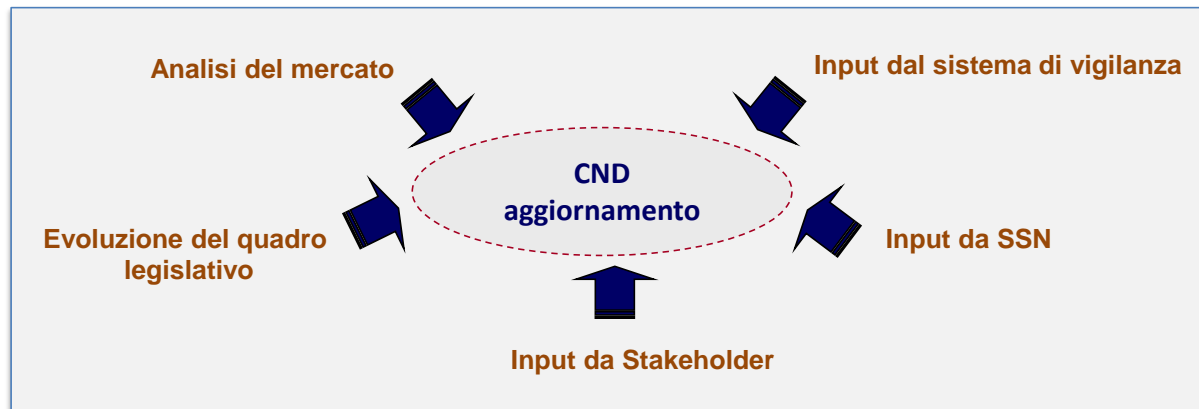 Analisi del mercato
Input dal sistema di vigilanza
CND
aggiornamento
Evoluzione del quadro
legislativo
Input da SSN
Input da Stakeholder